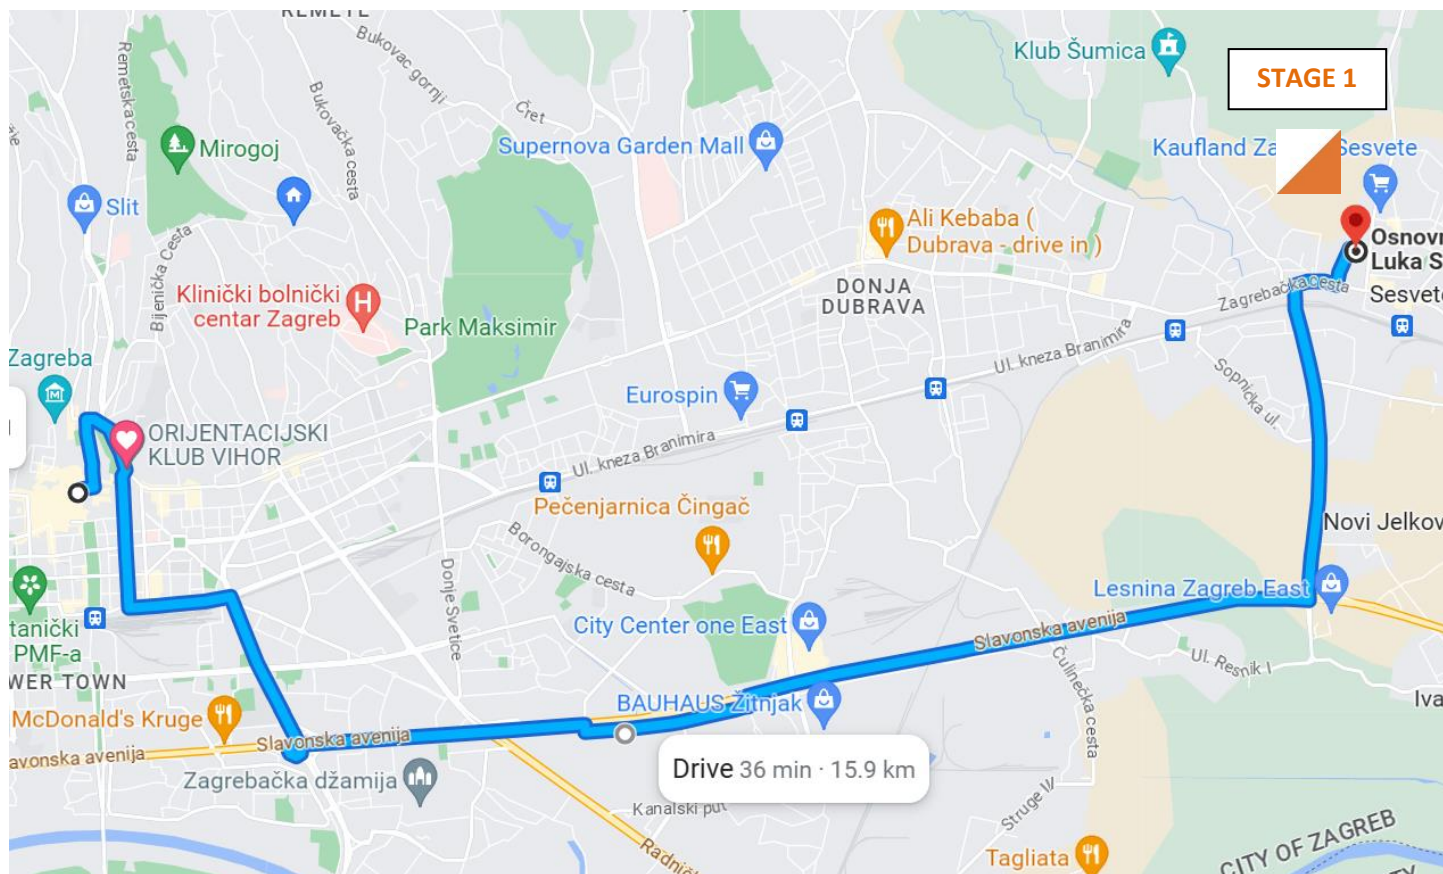 REMETE
Bukovac gornji
Remetska cesta
Bukovačka cesta
Čret
Klub Šumica
STAGE 1
Mirogoj
Supernova Garden Mall
Kaufland Za
Sesvete
Slit
Ali Kebaba (
Dubrava - drive in )
Osnovn
Luka S
Bijenička Cesta
Klinički bolnički
centar Zagreb
H
DONJA
DUBRAVA
Zagrebačka cesta
Sesvete
Park Maksimir
Zagreba
M
Ul. kneza Branimira
Sopnička ul.
Eurospin
ORIJENTACIJSKI
KLUB VIHOR
Ul. kneza Branimira
Pečenjarnica Čingač
Novi Jelkov
Borongajska cesta
Donje Svetice
Lesnina Zagreb East
tanički
PMF-a
City Center one East
Slavonska avenija
Čulinečka cesta
Ul. Resnik I
WER TOWN
BAUHAUS Žitnjak
Iva
McDonald's Kruge
Slavonska avenija
avonska avenija
Drive 36 min · 15.9 km
Zagrebačka džamija
Kanalski put
Struge IV
Radničk
Tagliata
CITY OF ZAGREB